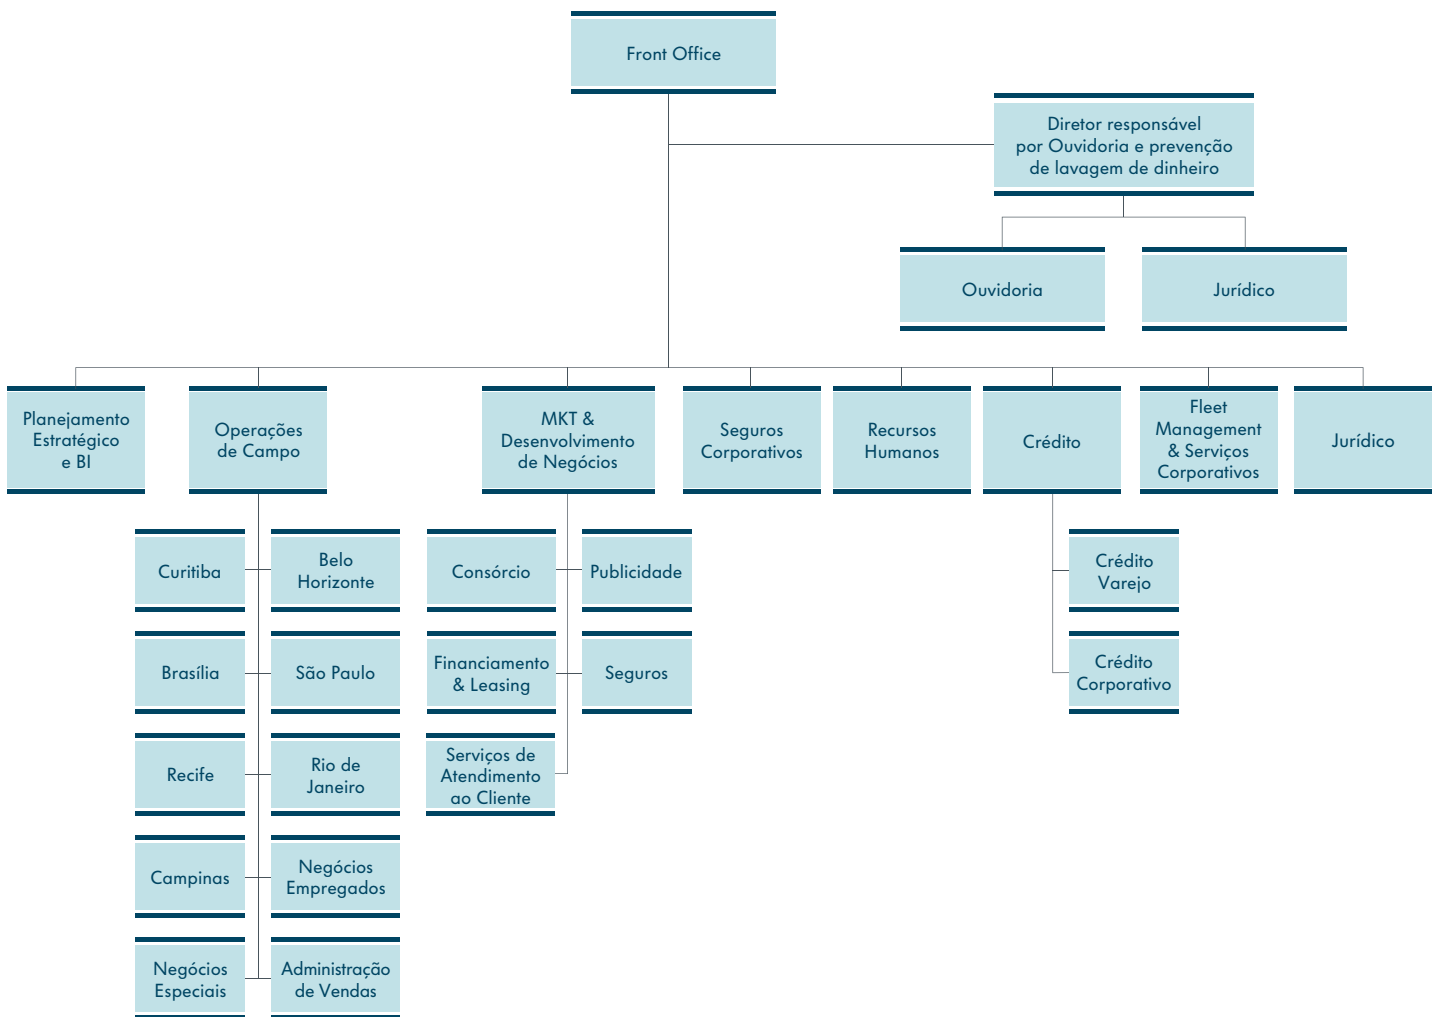 Front Office
Diretor responsável
por Ouvidoria e prevenção
de lavagem de dinheiro
Ouvidoria
Jurídico
Planejamento
Estratégico
e BI
Operações
de Campo
MKT &
Desenvolvimento
de Negócios
Seguros
Corporativos
Recursos
Humanos
Crédito
Fleet
Management
& Serviços
Corporativos
Jurídico
Curitiba
Belo
Horizonte
Consórcio
Publicidade
Crédito
Varejo
Brasília
São Paulo
Financiamento
& Leasing
Seguros
Crédito
Corporativo
Recife
Rio de
Janeiro
Serviços de
Atendimento
ao Cliente
Campinas
Negócios
Empregados
Negócios
Especiais
Administração
de Vendas